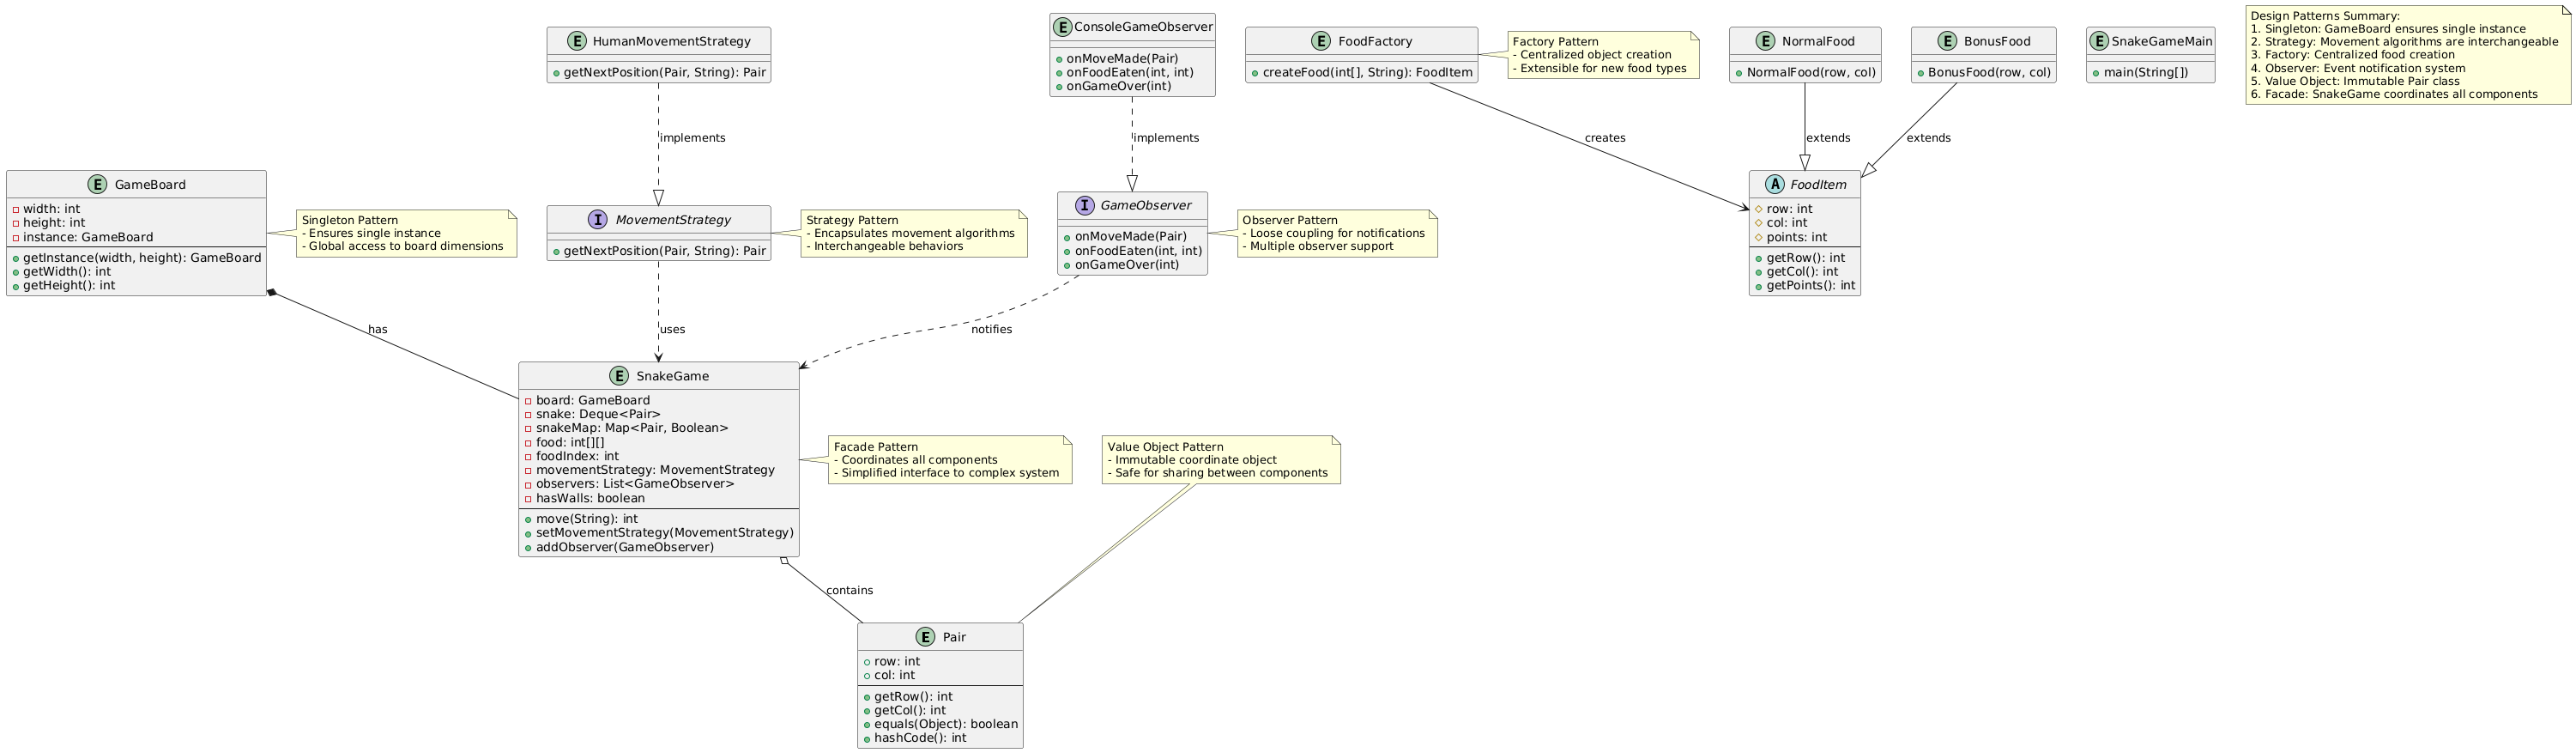 E HumanMovementStrategy
getNextPosition(Pair, String): Pair
E ConsoleGameObserver
onMoveMade(Pair)
onFoodEaten(int, int)
onGameOver(int)
E FoodFactory
createFood(int[], String): FoodItem
Factory Pattern
- Centralized object creation
- Extensible for new food types
E NormalFood
NormalFood(row, col)
E BonusFood
BonusFood(row, col)
E SnakeGameMain
main(String[])
Design Patterns Summary:
1. Singleton: GameBoard ensures single instance
2. Strategy: Movement algorithms are interchangeable
3. Factory: Centralized food creation
4. Observer: Event notification system
5. Value Object: Immutable Pair class
6. Facade: SnakeGame coordinates all components
implements
implements
creates
extends
extends
E GameBoard
width: int
height: int
instance: GameBoard
getInstance(width, height): GameBoard
getWidth(): int
getHeight(): int
Singleton Pattern
- Ensures single instance
- Global access to board dimensions
I MovementStrategy
getNextPosition(Pair, String): Pair
Strategy Pattern
- Encapsulates movement algorithms
- Interchangeable behaviors
I GameObserver
onMoveMade(Pair)
onFoodEaten(int, int)
onGameOver(int)
Observer Pattern
- Loose coupling for notifications
- Multiple observer support
A FoodItem
row: int
col: int
points: int
getRow(): int
getCol(): int
getPoints(): int
has
uses
notifies
E SnakeGame
board: GameBoard
snake: Deque<Pair>
snakeMap: Map<Pair, Boolean>
food: int[][]
foodIndex: int
movementStrategy: MovementStrategy
observers: List<GameObserver>
hasWalls: boolean
move(String): int
setMovementStrategy(MovementStrategy)
addObserver(GameObserver)
Facade Pattern
- Coordinates all components
- Simplified interface to complex system
Value Object Pattern
- Immutable coordinate object
- Safe for sharing between components
contains
E Pair
row: int
col: int
getRow(): int
getCol(): int
equals(Object): boolean
hashCode(): int